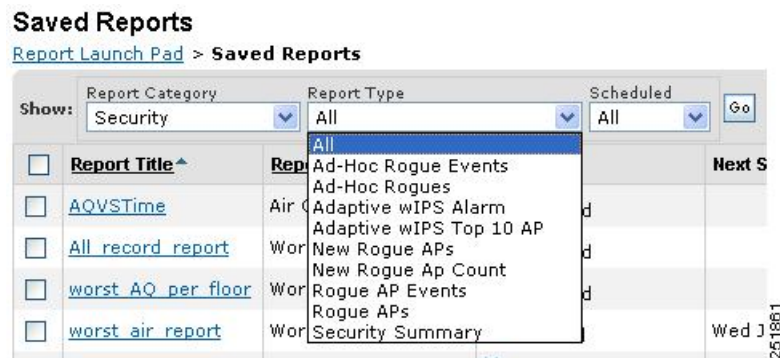 Saved Reports
Report Launch Pad > Saved Reports
Show:
Report Category
Security
Report Type
All
Scheduled
All
Go
All
Ad-Hoc Rogue Events
Ad-Hoc Rogues
Adaptive wIPS Alarm
Adaptive wIPS Top 10 AP
New Rogue APs
New Rogue Ap Count
Rogue AP Events
Rogue APs
Security Summary
Report Title
Next S
AQVSTime
Air
All record report
worst AQ per floor
worst air report
Wed
251861